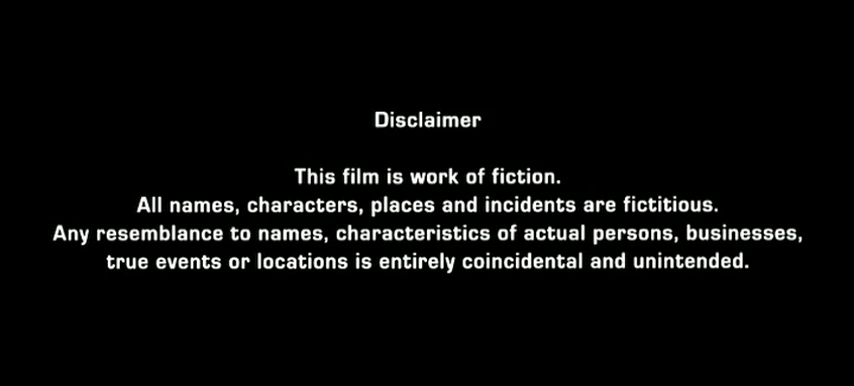 Disclaimer
This film is work of fiction.
All names, characters, places and incidents are fictitious.
Any resemblance to names, characteristics of actual persons, businesses,
true events or locations is entirely coincidental and unintended.